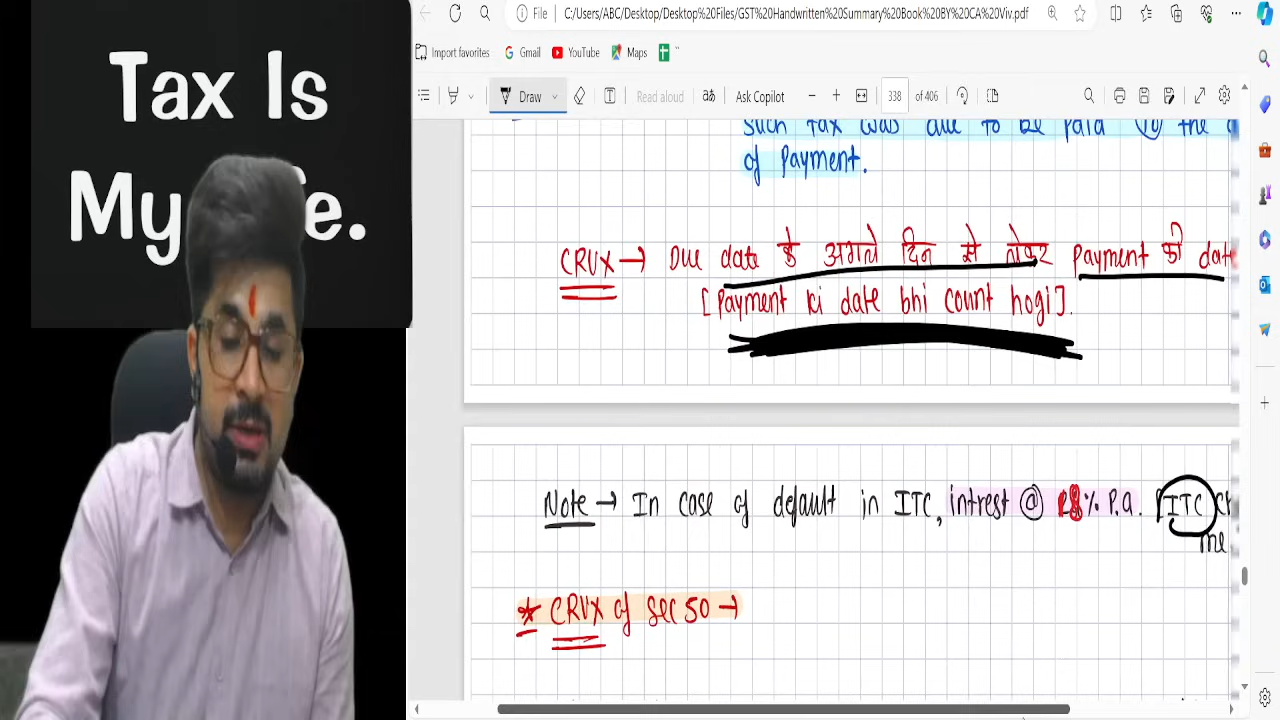 Tax Is
My
e.
File
C:/Users/ABC/Desktop/Desktop%20Files/GST%20Handwritten%20Summary%20Book%20BY%20CA%20Viv.pdf
Import favorites
Gmail
YouTube
Maps
Draw
Read aloud
Ask Copilot
338 of 406
such tax was due to be paid the
of payment.
CRUX → Due date के अगले दिन से लेकर Payment की date
[Payment ki date bhi count hogi].
Note → In case of default in ITC, intrest @ 18% P.a. [ITC
me
* CRUX of sec 50 →